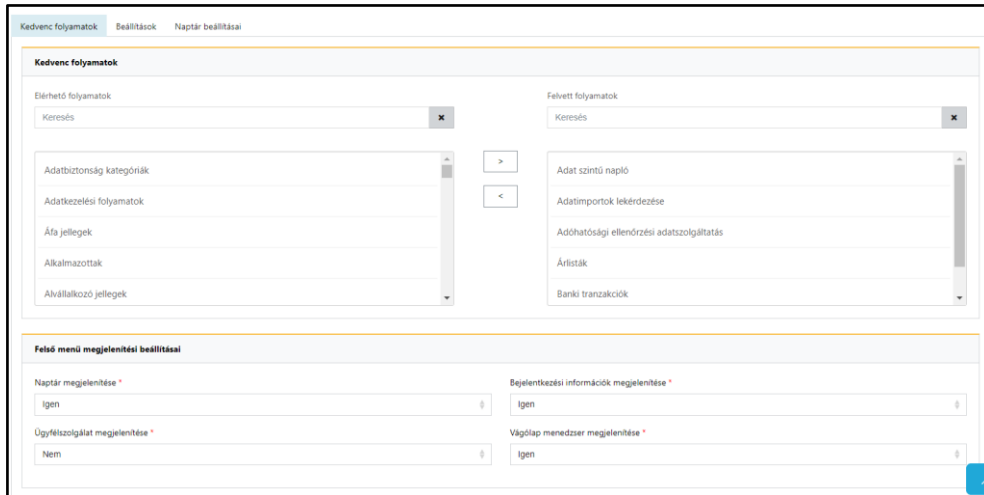 Kedvenc folyamatok Beállítások Naptár beállításai
Kedvenc folyamatok
Elérhető folyamatok Felvett folyamatok
Keresés Keresés
Adatbiztonság kategóriák > Adat szintű napló
Adatkezelési folyamatok < Adatimportok lekérdezése
Áfa jellegek Adóhatósági ellenőrzési adatszolgáltatás
Alkalmazottak Árlisták
Alvállalkozó jellegek Banki tranzakciók
Felső menü megjelenítési beállításai
Naptár megjelenítése * Bejelentkezési információk megjelenítése *
Igen Igen
Ügyfélszolgálat megjelenítése * Vágólap menedzser megjelenítése *
Nem Igen